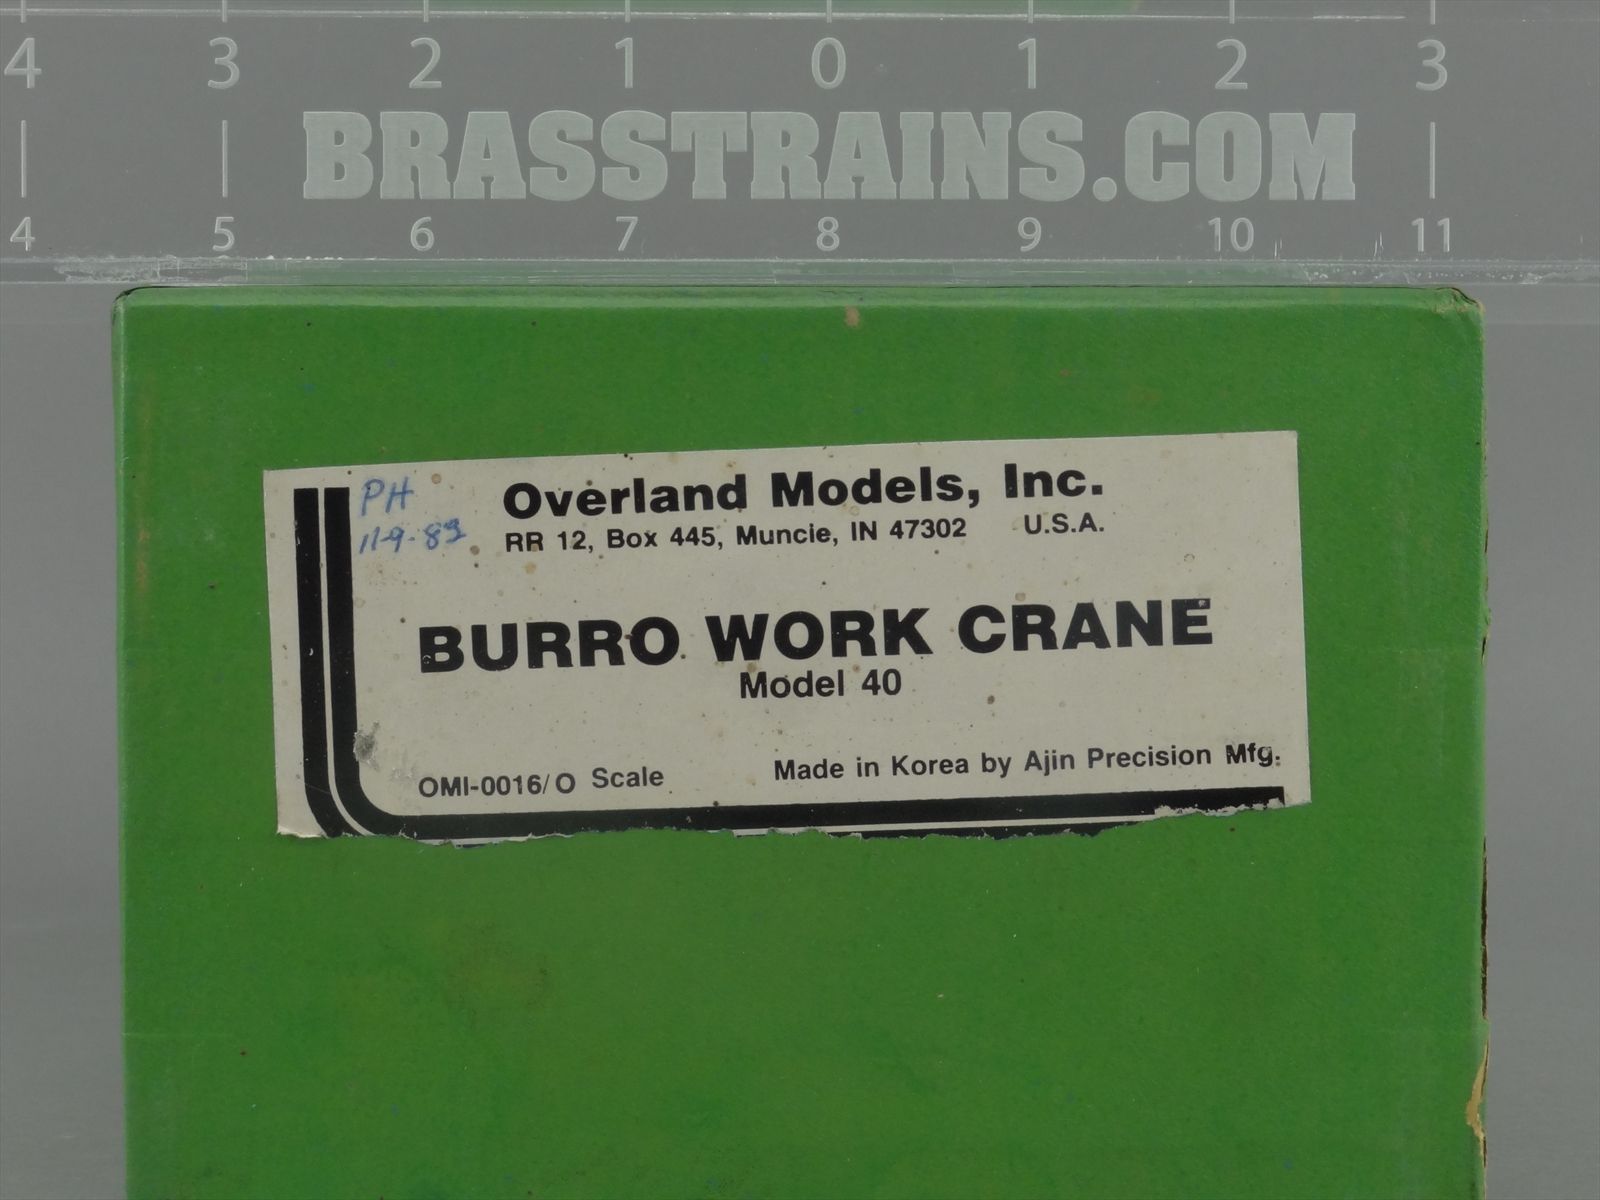 4 3 2 1 0 1 2 3
BRASSTRAINS.COM
4 5 6 7 8 9 10 11
PH
11-9-83
Overland Models, Inc.
RR 12, Box 445, Muncie, IN 47302 U.S.A.
BURRO WORK CRANE
Model 40
OMI-0016/O Scale
Made in Korea by Ajin Precision Mfg.